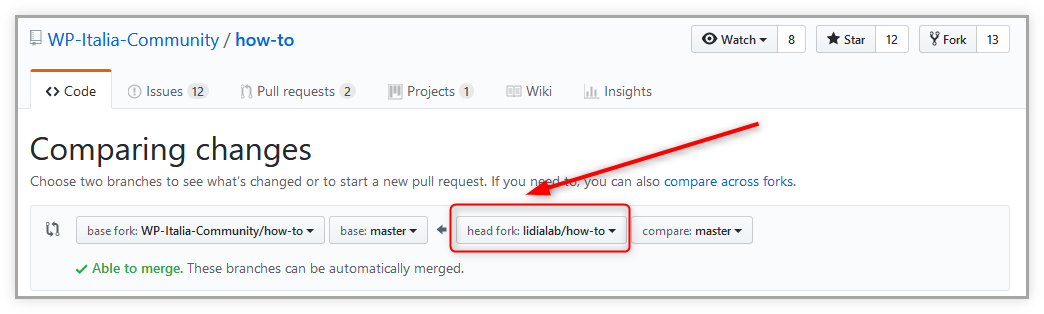 WP-Italia-Community / how-to
Watch 8 Star 12 Fork 13
Code Issues 12 Pull requests 2 Projects 1 Wiki Insights
Comparing changes
Choose two branches to see what's changed or to start a new pull request. If you need to, you can also compare across forks.
base fork: WP-Italia-Community/how-to base: master head fork: lidialab/how-to compare: master
Able to merge. These branches can be automatically merged.